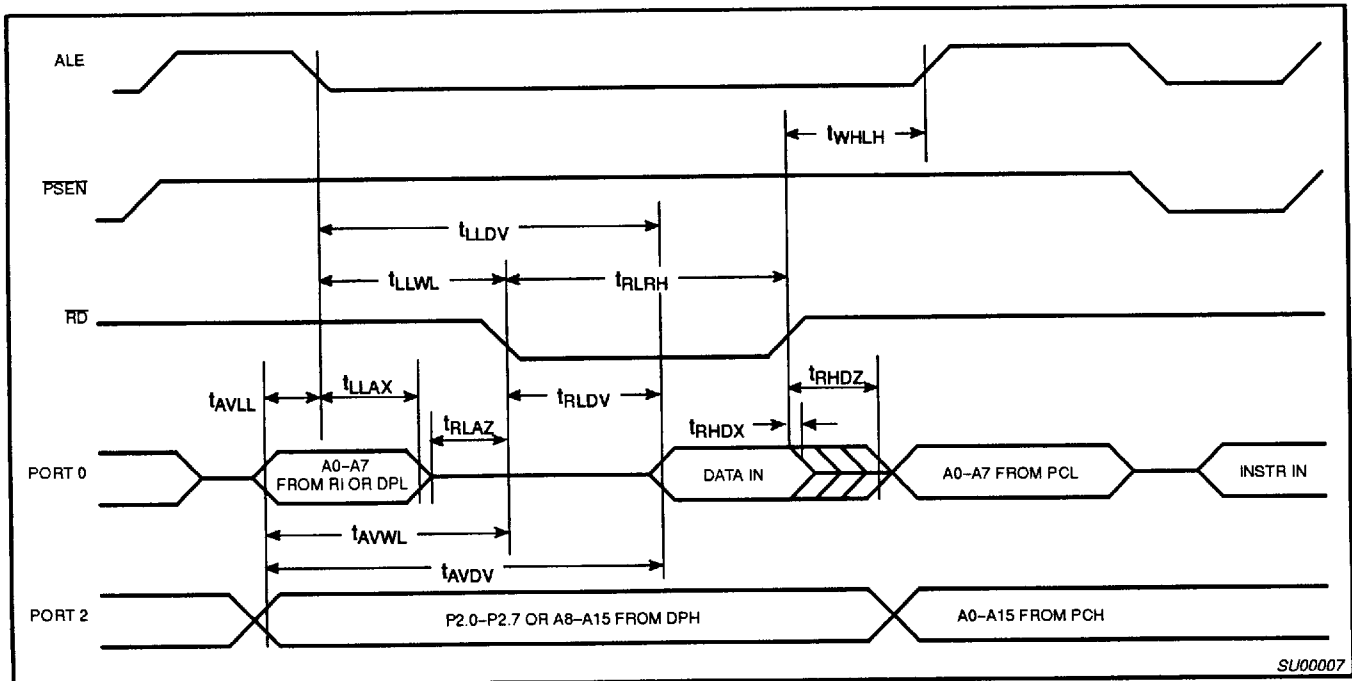 ALE
tWHLH
PSEN
tLLDV
tLLWL
tRLRH
RD
tAVLL
tLLAX
tRLAZ
tRLDV
tRHDZ
tRHDX
PORT 0
A0–A7
FROM RI OR DPL
DATA IN
A0–A7 FROM PCL
INSTR IN
tAVWL
tAVDV
PORT 2
P2.0–P2.7 OR A8–A15 FROM DPH
A0–A15 FROM PCH
SU00007